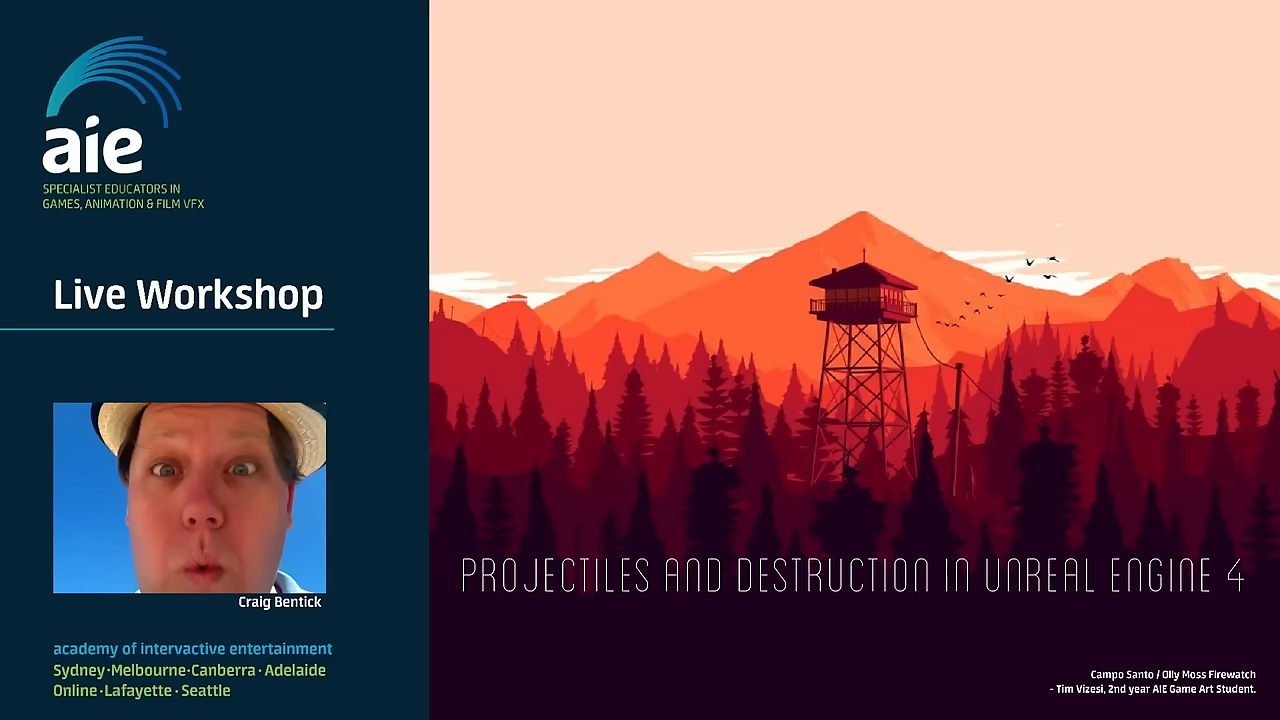 aie
SPECIALIST EDUCATORS IN
GAMES, ANIMATION & FILM VFX
Live Workshop
Craig Bentick
academy of intervactive entertainment
Sydney·Melbourne·Canberra · Adelaide
Online·Lafayette · Seattle
PROJECTILES AND DESTRUCTION IN UNREAL ENGINE 4
Campo Santo / Olly Moss Firewatch
- Tim Vizesi, 2nd year AIE Game Art Student.